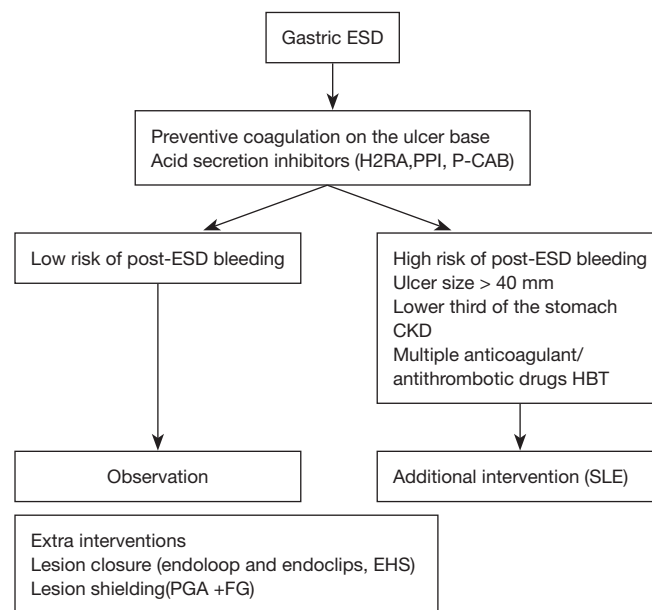 Gastric ESD
Preventive coagulation on the ulcer base
Acid secretion inhibitors (H2RA,PPI, P-CAB)
Low risk of post-ESD bleeding
High risk of post-ESD bleeding
Ulcer size > 40 mm
Lower third of the stomach
CKD
Multiple anticoagulant/
antithrombotic drugs HBT
Observation
Additional intervention (SLE)
Extra interventions
Lesion closure (endoloop and endoclips, EHS)
Lesion shielding(PGA +FG)